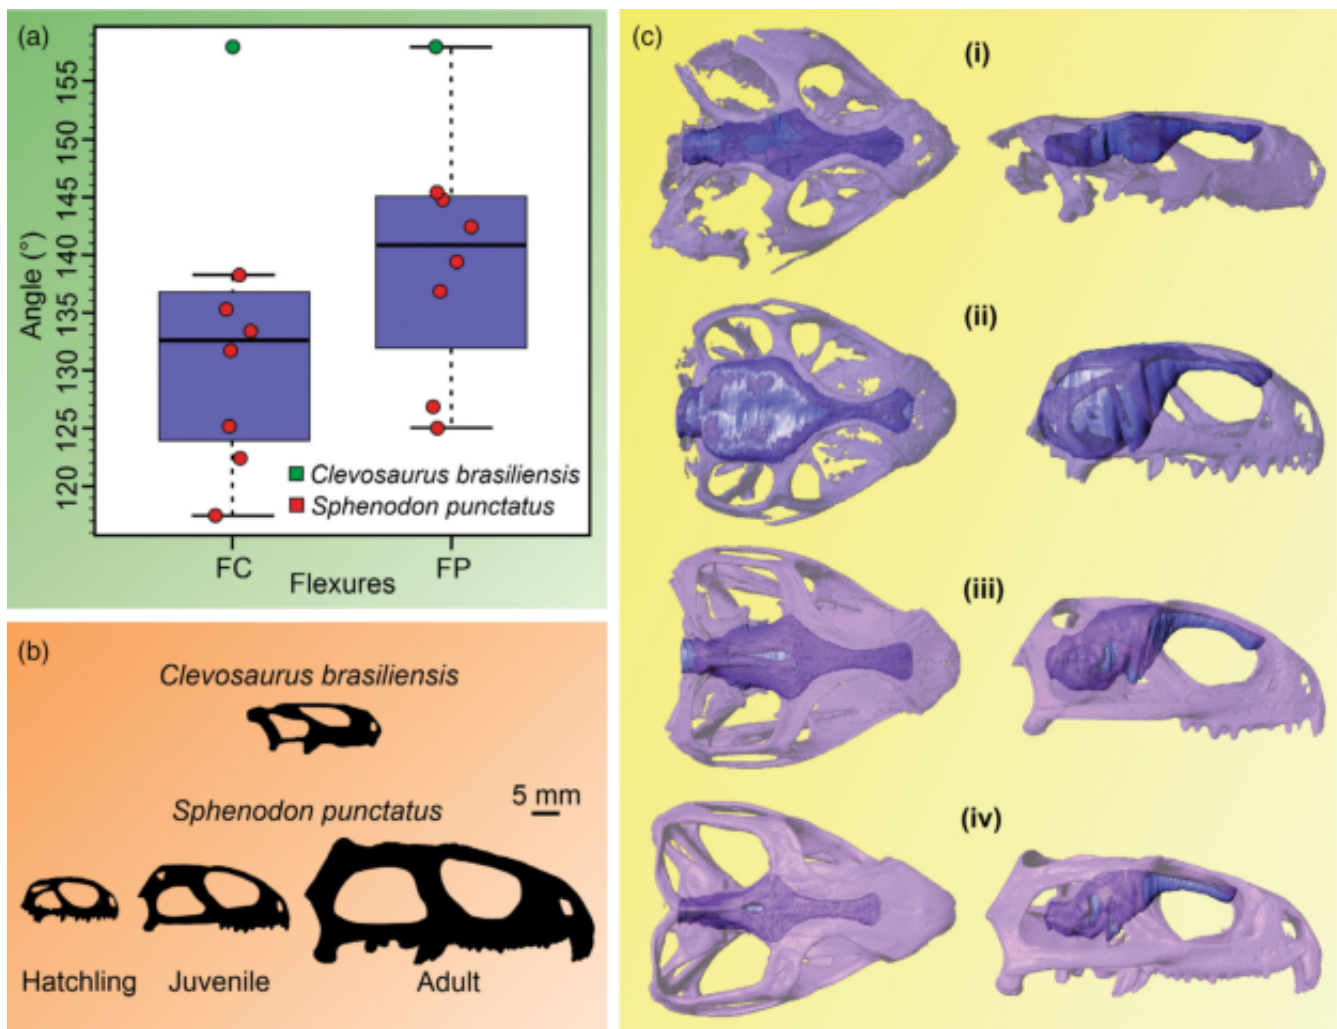 (a)
155
150
145
140
135
130
125
120
Angle (°)
Clevosaurus brasiliensis
Sphenodon punctatus
FC
FP
Flexures
(b)
Clevosaurus brasiliensis
Sphenodon punctatus
5 mm
Hatchling Juvenile Adult
(c)
(i)
(ii)
(iii)
(iv)